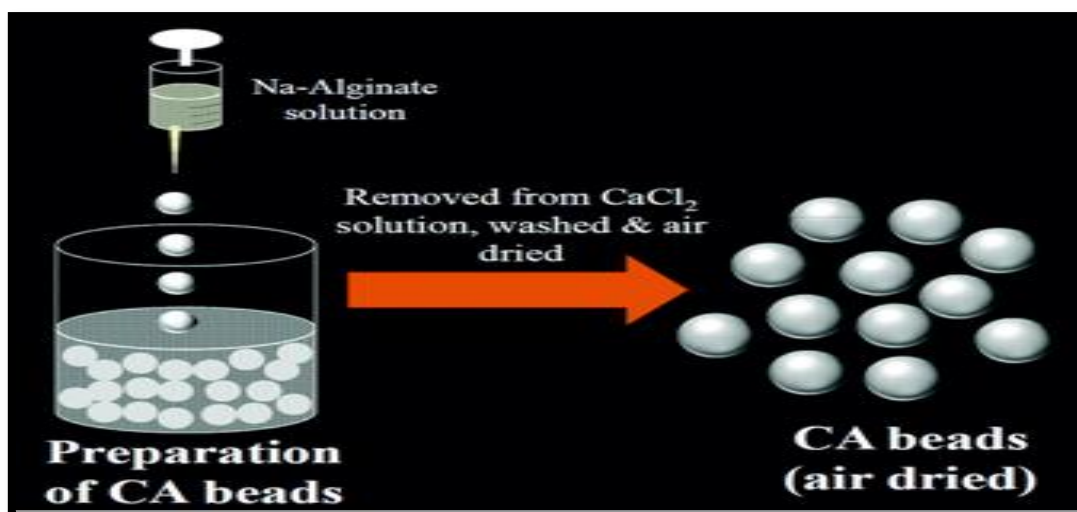 Na-Alginate
solution
Removed from CaCl₂
solution, washed & air
dried
Preparation
of CA beads
CA beads
(air dried)